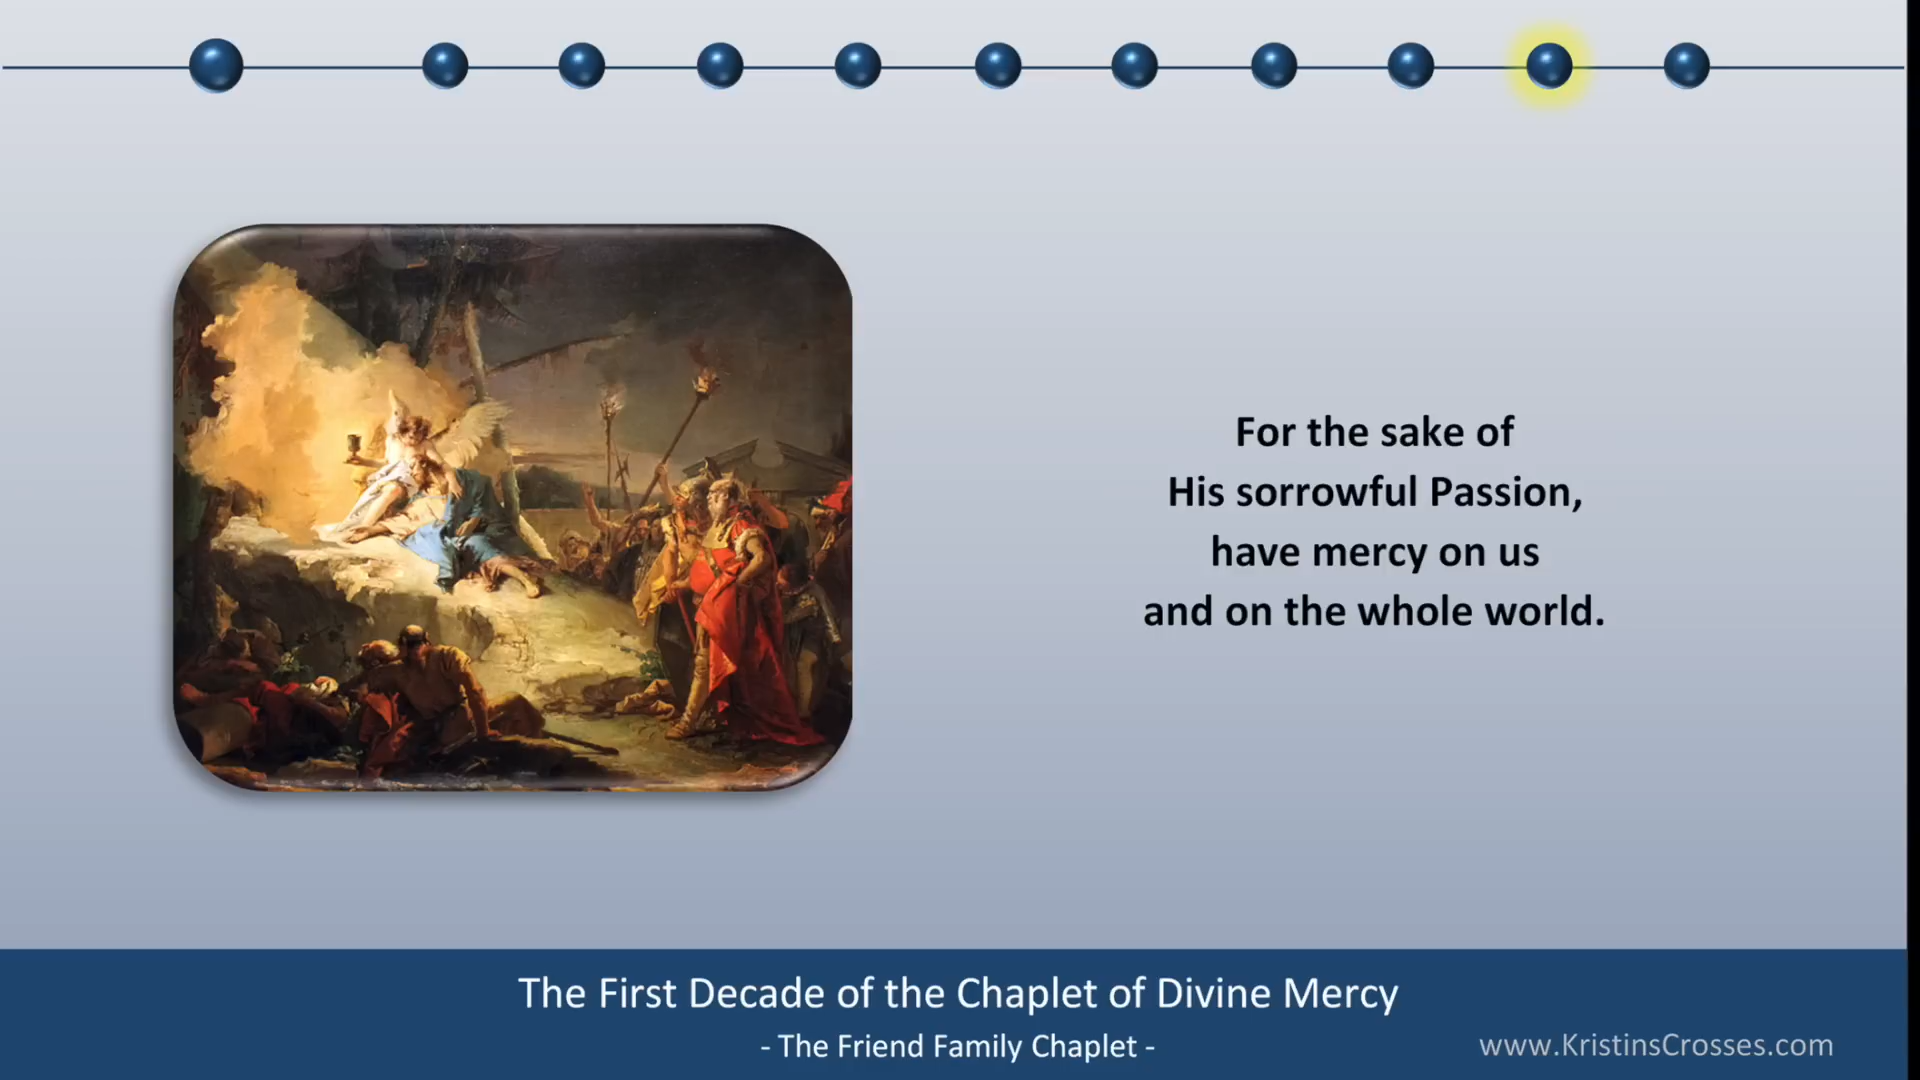 For the sake of
His sorrowful Passion,
have mercy on us
and on the whole world.
The First Decade of the Chaplet of Divine Mercy
- The Friend Family Chaplet -
www.KristinsCrosses.com